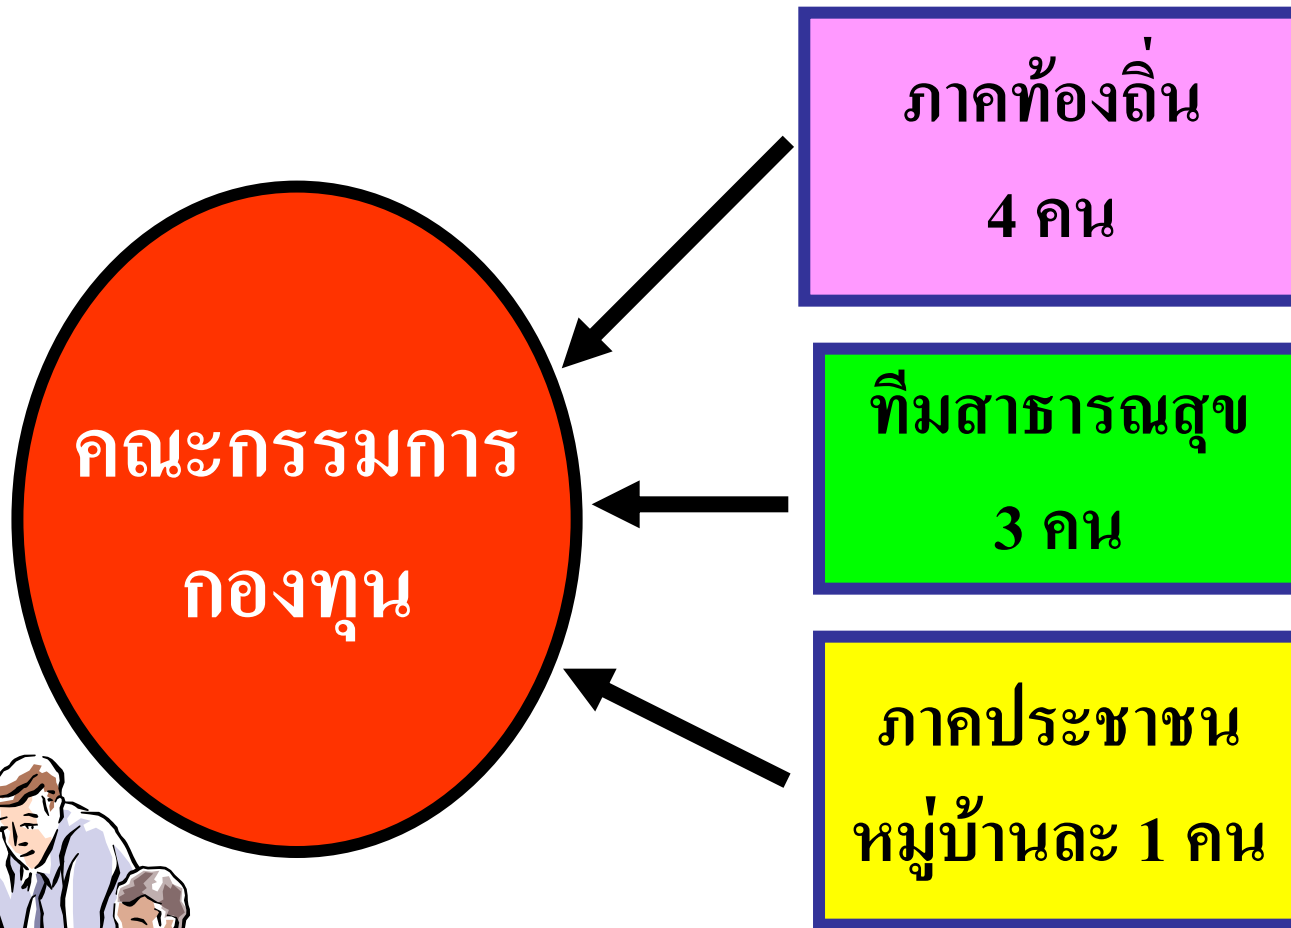 ภาคท้องถิ่น
4 คน
คณะกรรมการ
กองทุน
ทีมสาธารณสุข
3 คน
ภาคประชาชน
หมู่บ้านละ 1 คน